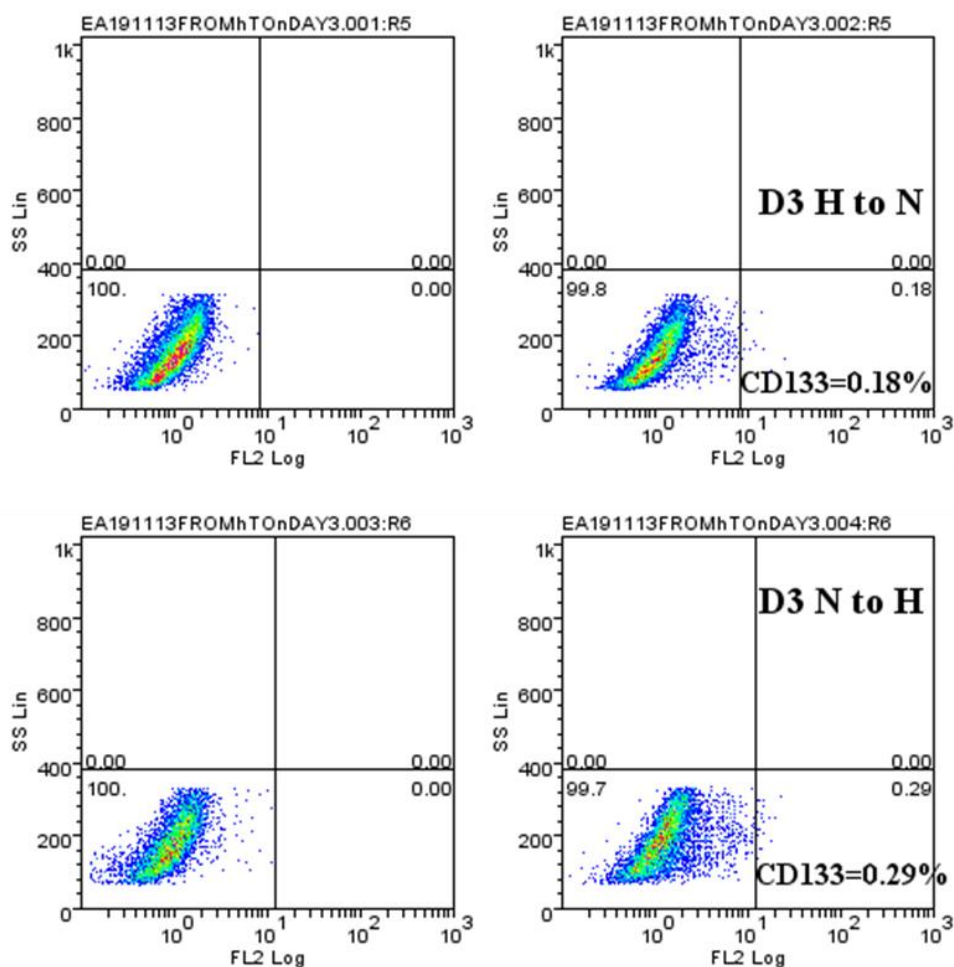 EA191113FROMhTOnDAY3.001:R5
1k
800
600
400
200
0
SS Lin
0.00
0.00
100.
0.00
10^0
10^1
10^2
10^3
FL2 Log
EA191113FROMhTOnDAY3.002:R5
1k
800
600
400
200
0
SS Lin
D3 H to N
0.00
0.00
99.8
0.18
CD133=0.18%
10^0
10^1
10^2
10^3
FL2 Log
EA191113FROMhTOnDAY3.003:R6
1k
800
600
400
200
0
SS Lin
0.00
0.00
100.
0.00
10^0
10^1
10^2
10^3
FL2 Log
EA191113FROMhTOnDAY3.004:R6
1k
800
600
400
200
0
SS Lin
D3 N to H
0.00
0.00
99.7
0.29
CD133=0.29%
10^0
10^1
10^2
10^3
FL2 Log